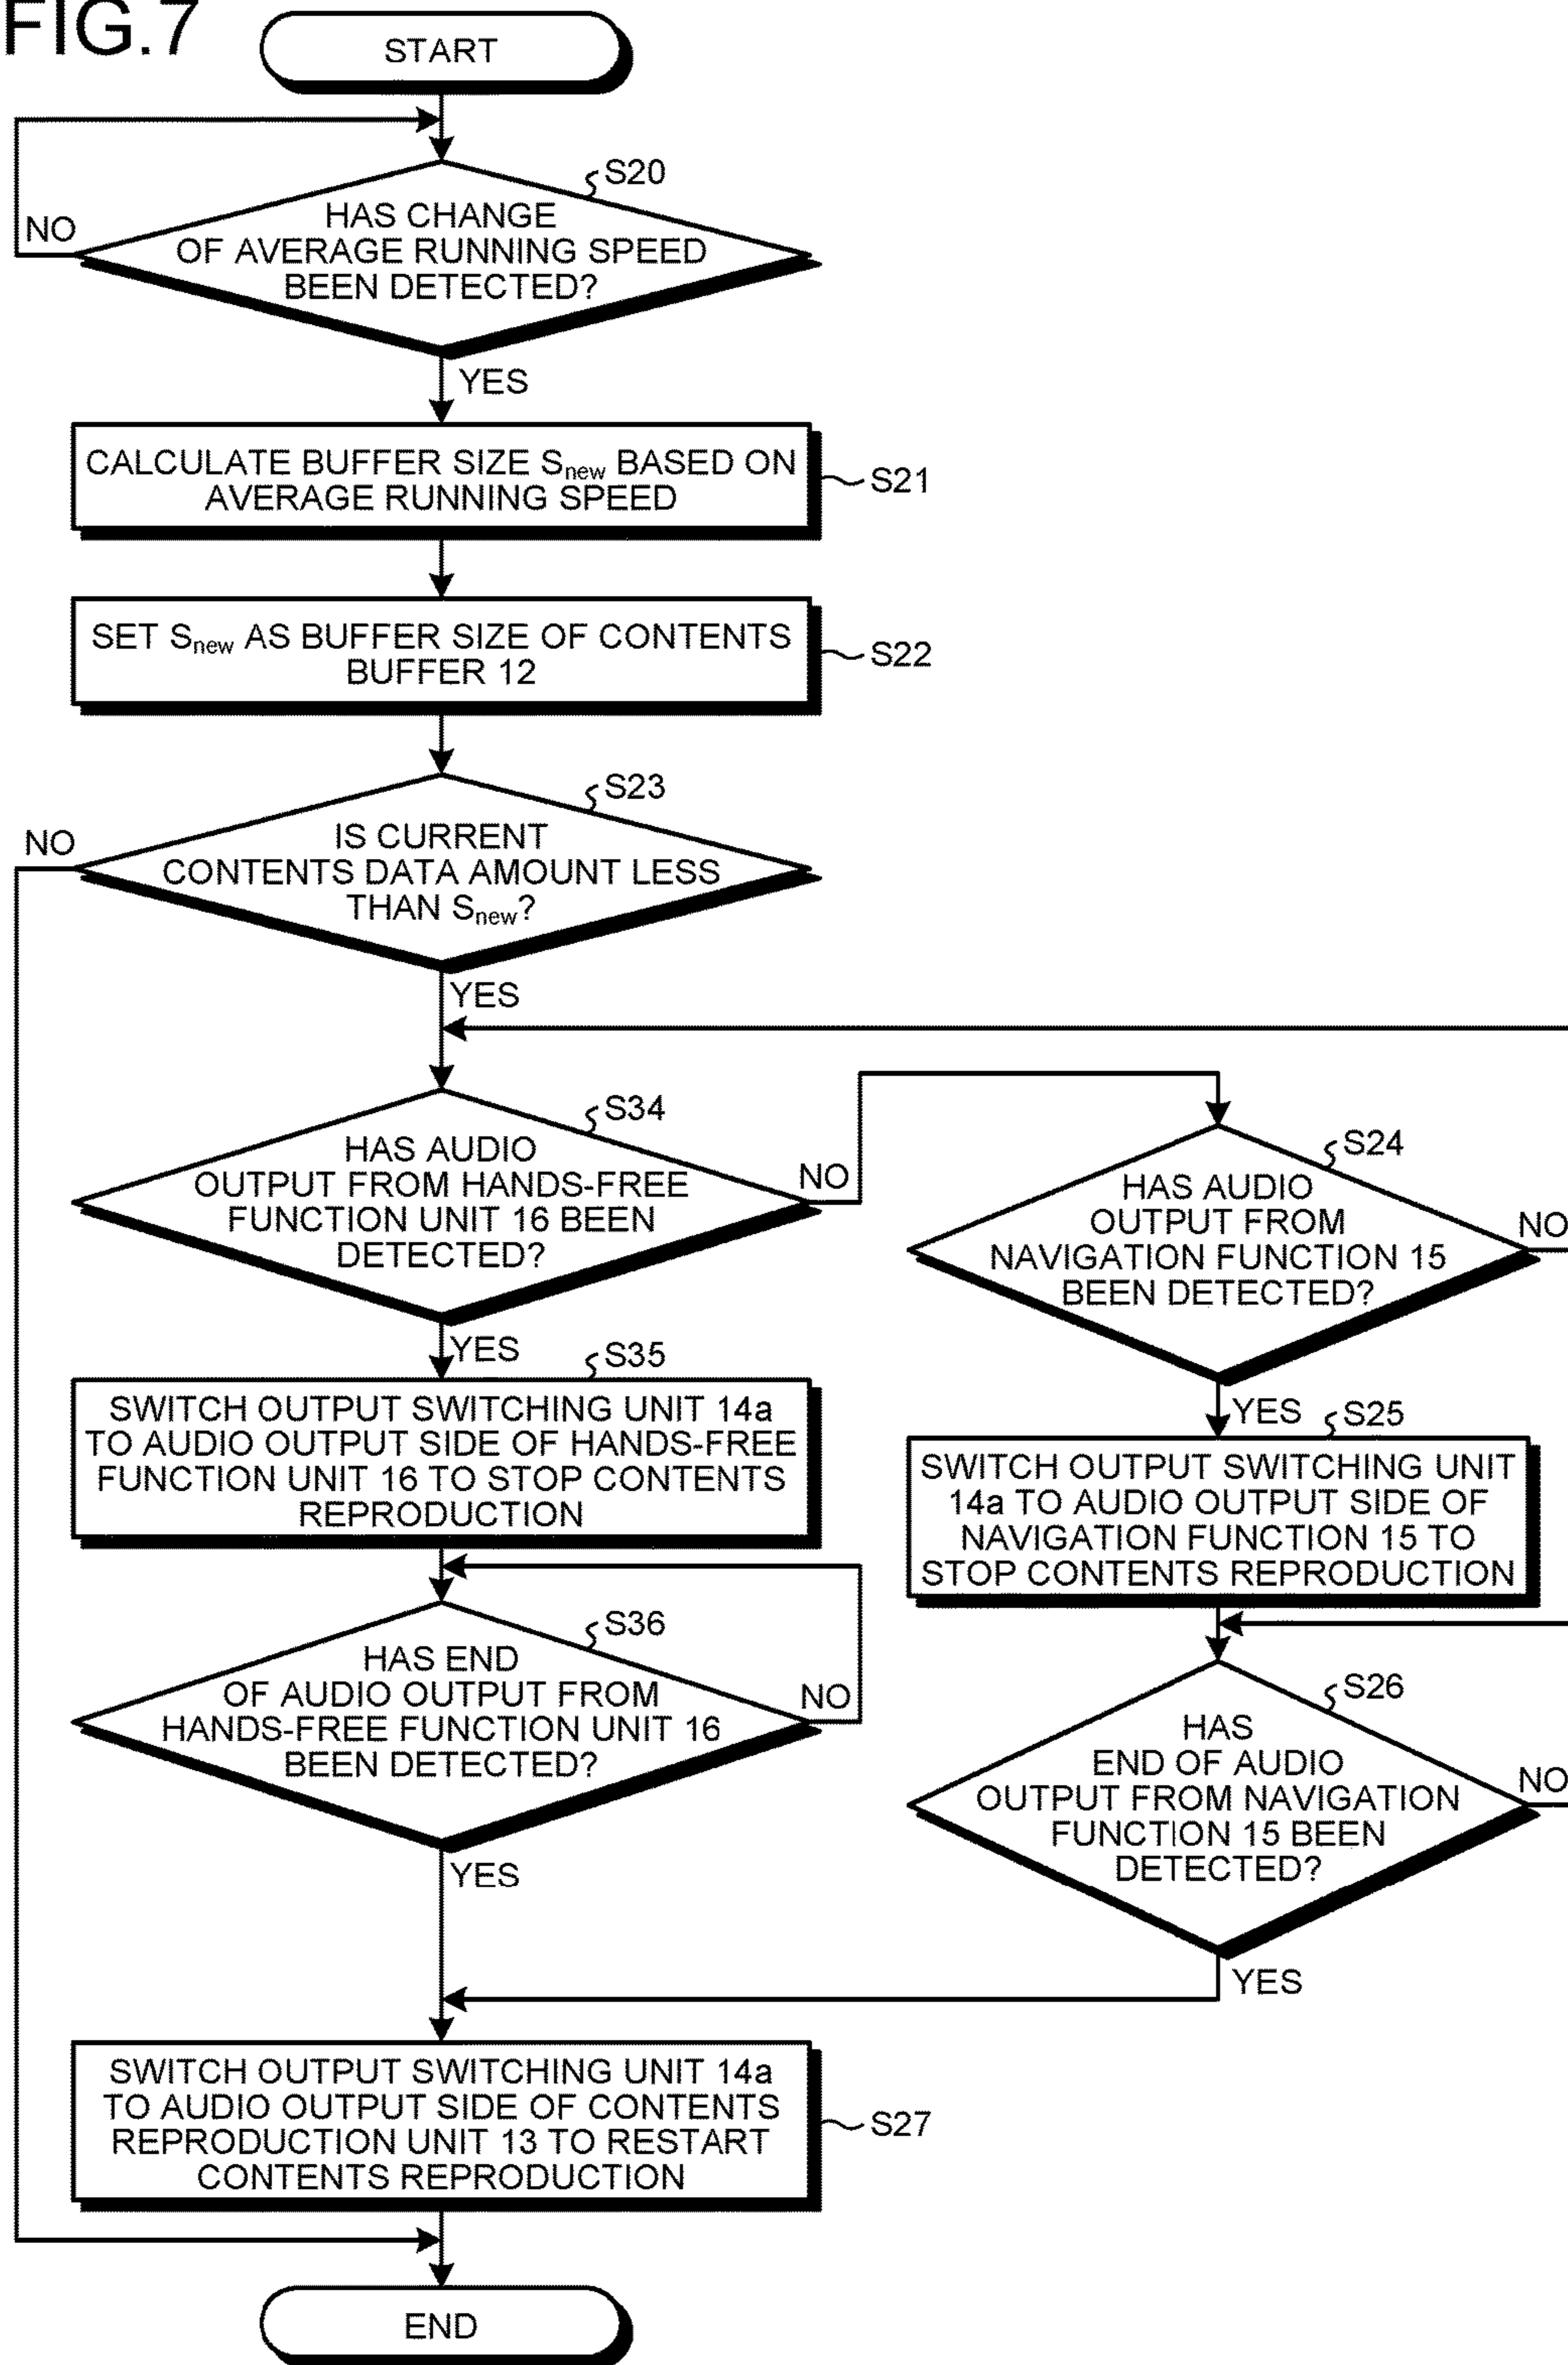 FIG.7
START
S20
HAS CHANGE
OF AVERAGE RUNNING SPEED
BEEN DETECTED?
NO
YES
CALCULATE BUFFER SIZE Snew BASED ON
AVERAGE RUNNING SPEED
S21
SET Snew AS BUFFER SIZE OF CONTENTS
BUFFER 12
S22
S23
IS CURRENT
CONTENTS DATA AMOUNT LESS
THAN Snew?
NO
YES
S34
HAS AUDIO
OUTPUT FROM HANDS-FREE
FUNCTION UNIT 16 BEEN
DETECTED?
NO
YES
S24
HAS AUDIO
OUTPUT FROM
NAVIGATION FUNCTION 15
BEEN DETECTED?
NO
YES
S35
SWITCH OUTPUT SWITCHING UNIT 14a
TO AUDIO OUTPUT SIDE OF HANDS-FREE
FUNCTION UNIT 16 TO STOP CONTENTS
REPRODUCTION
S25
SWITCH OUTPUT SWITCHING UNIT
14a TO AUDIO OUTPUT SIDE OF
NAVIGATION FUNCTION 15 TO
STOP CONTENTS REPRODUCTION
S36
HAS END
OF AUDIO OUTPUT FROM
HANDS-FREE FUNCTION UNIT 16
BEEN DETECTED?
NO
YES
S26
HAS
END OF AUDIO
OUTPUT FROM NAVIGATION
FUNCTION 15 BEEN
DETECTED?
NO
YES
SWITCH OUTPUT SWITCHING UNIT 14a
TO AUDIO OUTPUT SIDE OF CONTENTS
REPRODUCTION UNIT 13 TO RESTART
CONTENTS REPRODUCTION
S27
END